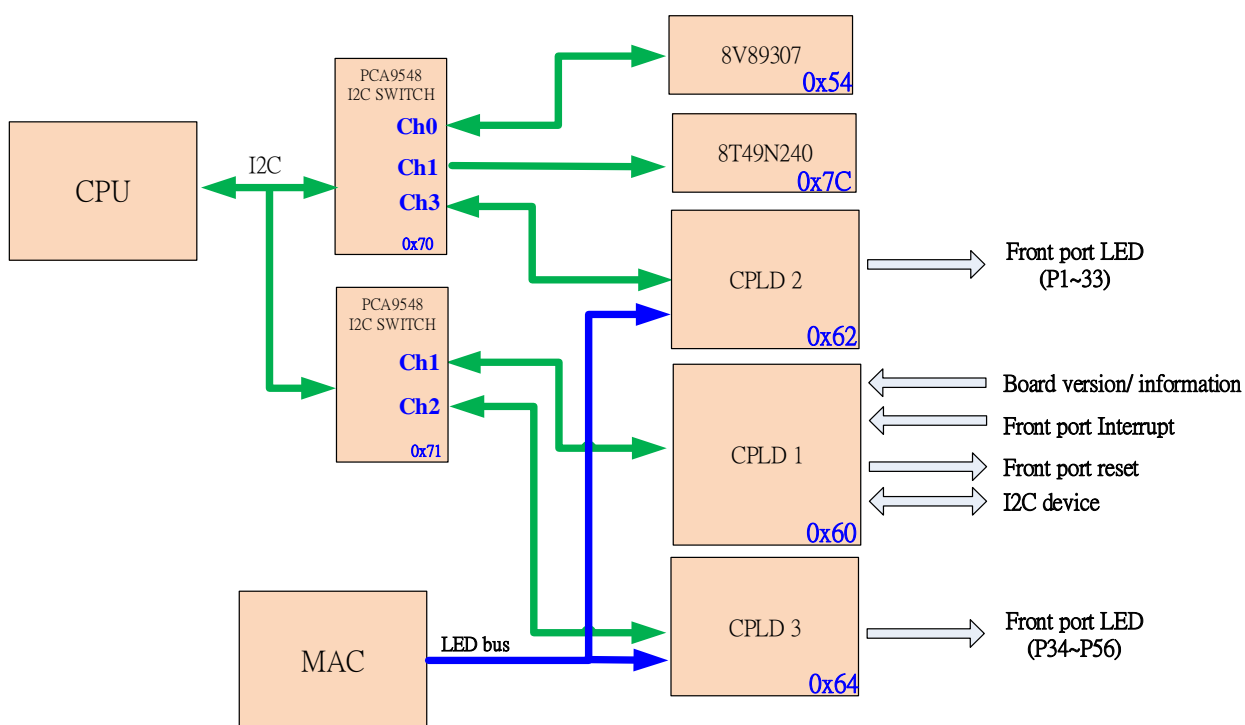 CPU
I2C
PCA9548
I2C SWITCH
Ch0
Ch1
Ch3
0x70
PCA9548
I2C SWITCH
Ch1
Ch2
0x71
MAC
LED bus
8V89307
0x54
8T49N240
0x7C
CPLD 2
0x62
Front port LED
(P1~33)
CPLD 1
0x60
Board version/ information
Front port Interrupt
Front port reset
I2C device
CPLD 3
0x64
Front port LED
(P34~P56)